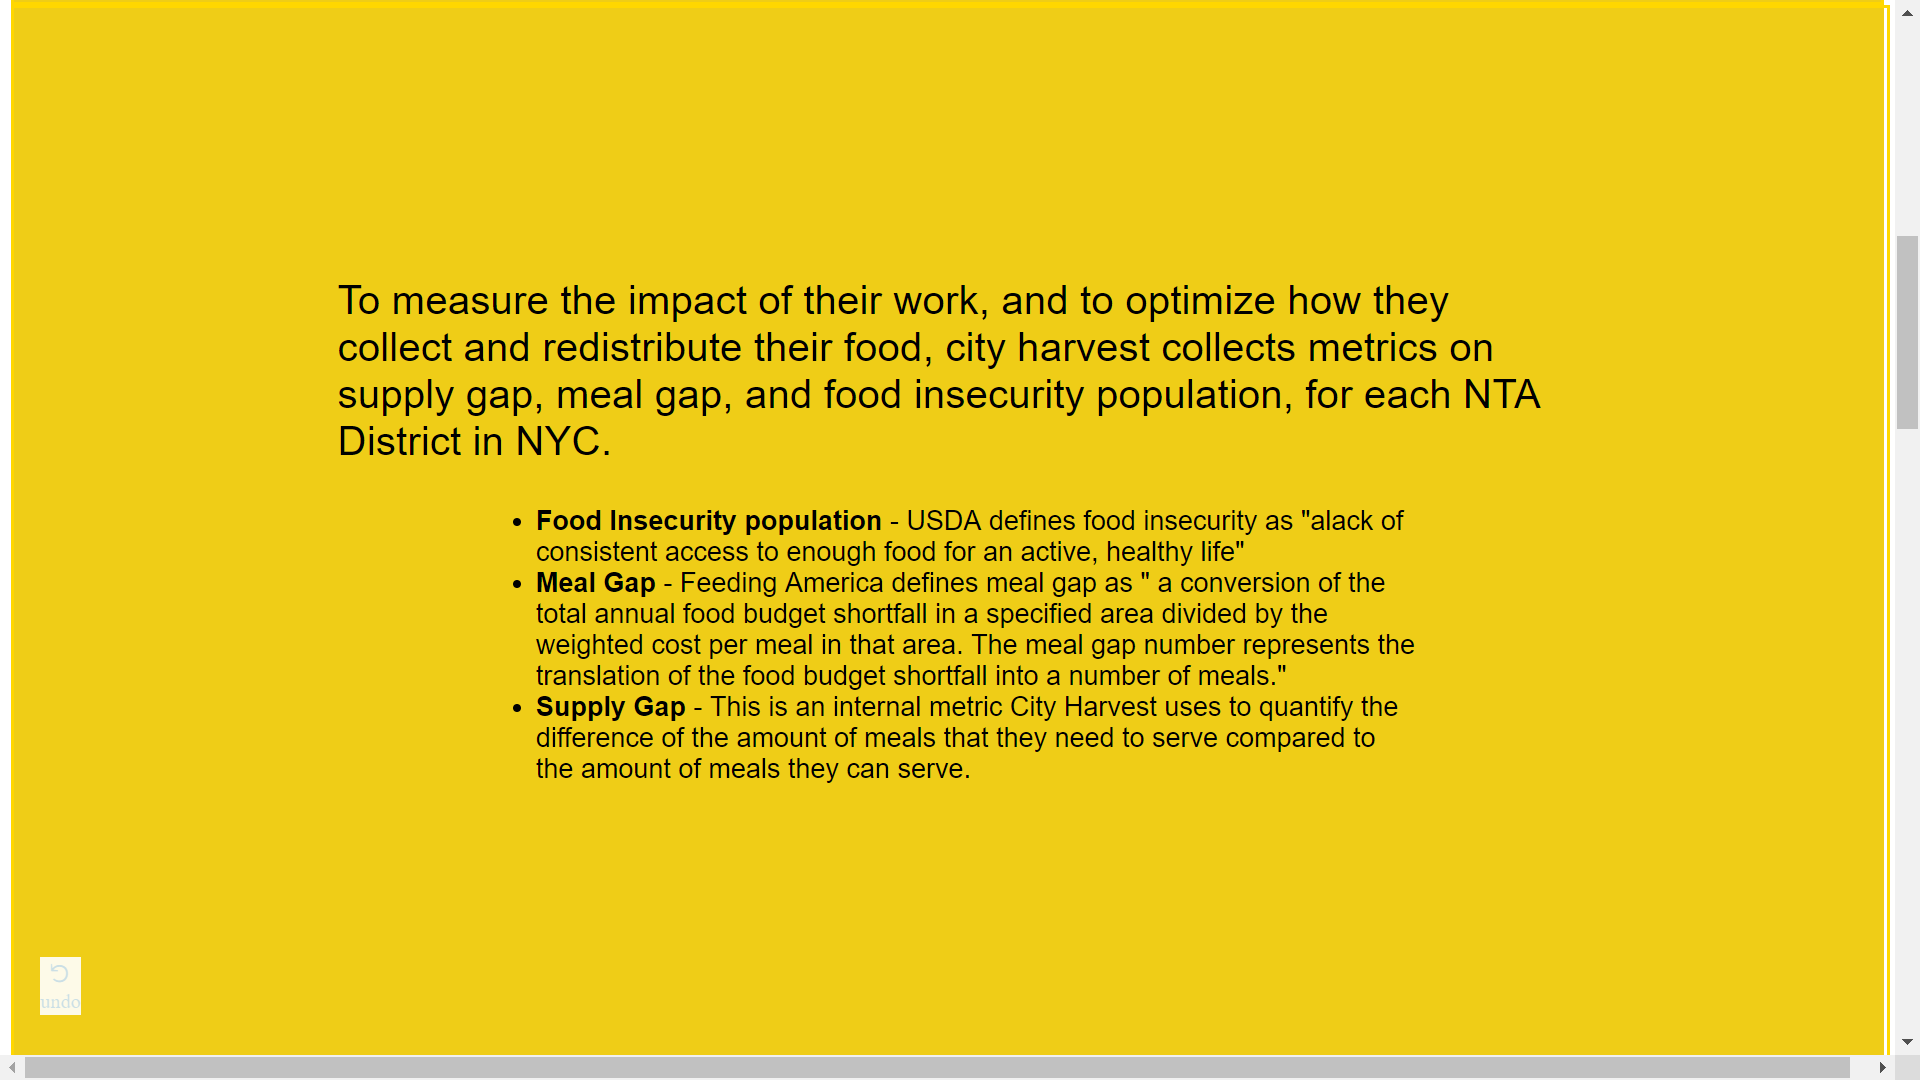 To measure the impact of their work, and to optimize how they
collect and redistribute their food, city harvest collects metrics on
supply gap, meal gap, and food insecurity population, for each NTA
District in NYC.
• Food Insecurity population - USDA defines food insecurity as "alack of
consistent access to enough food for an active, healthy life"
• Meal Gap - Feeding America defines meal gap as " a conversion of the
total annual food budget shortfall in a specified area divided by the
weighted cost per meal in that area. The meal gap number represents the
translation of the food budget shortfall into a number of meals."
• Supply Gap - This is an internal metric City Harvest uses to quantify the
difference of the amount of meals that they need to serve compared to
the amount of meals they can serve.
undo